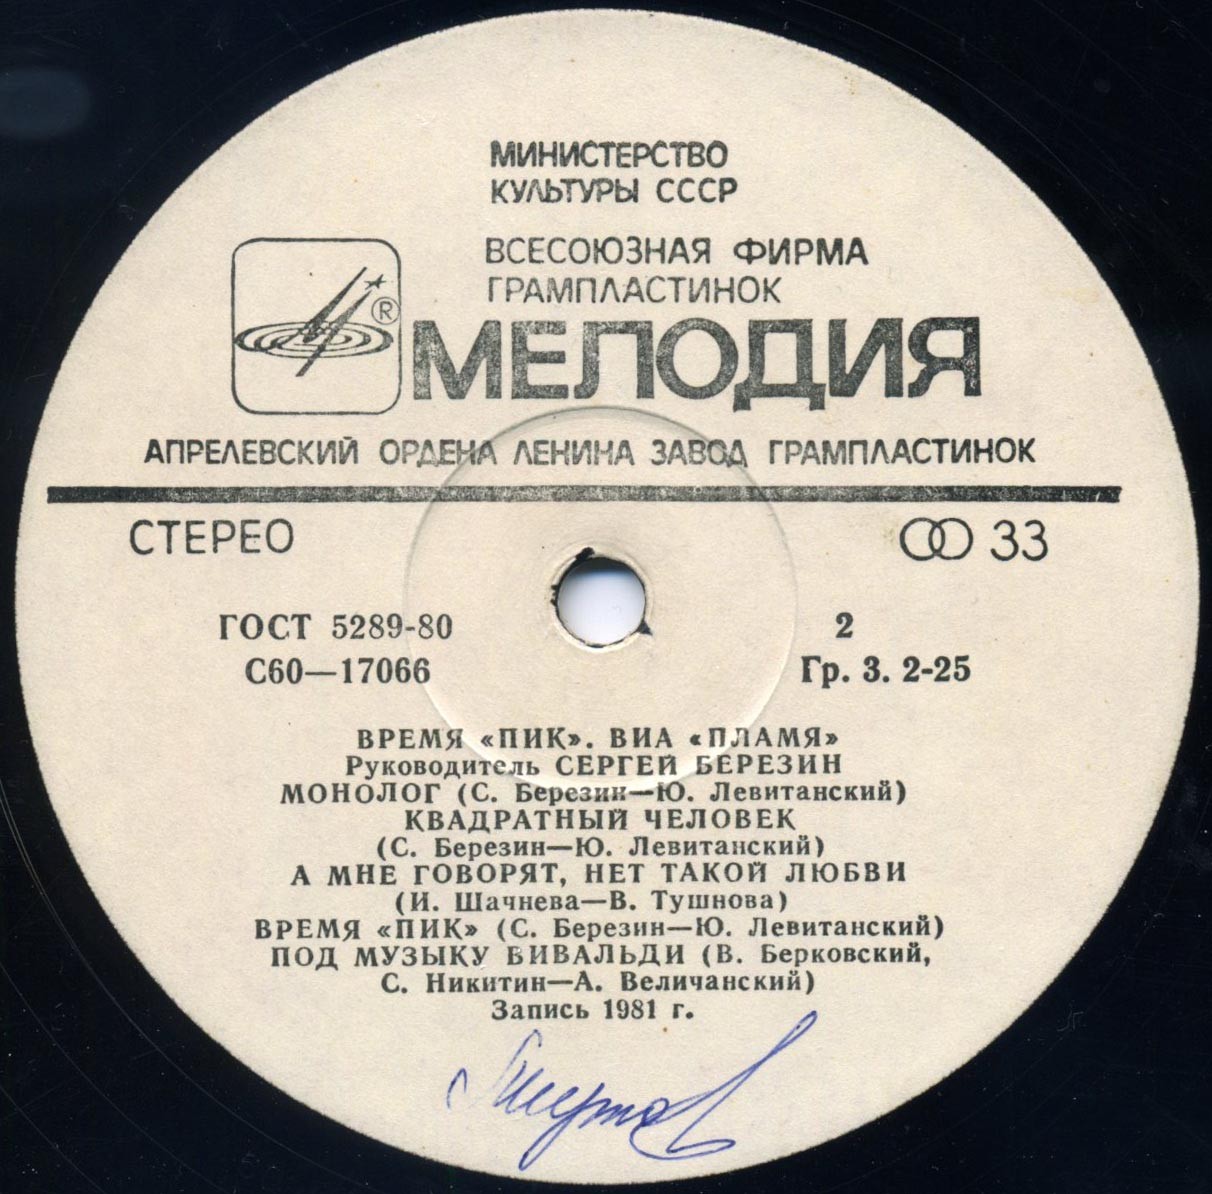 МИНИСТЕРСТВО
КУЛЬТУРЫ СССР
ВСЕСОЮЗНАЯ ФИРМА
ГРАМПЛАСТИНОК
®
МЕЛОДИЯ
АПРЕЛЕВСКИЙ ОРДЕНА ЛЕНИНА ЗАВОД ГРАМПЛАСТИНОК
СТЕРЕО 33
ГОСТ 5289-80 2
С60—17066 Гр. 3. 2-25
ВРЕМЯ «ПИК». ВИА «ПЛАМЯ»
Руководитель СЕРГЕЙ БЕРЕЗИН
МОНОЛОГ (С. Березин—Ю. Левитанский)
КВАДРАТНЫЙ ЧЕЛОВЕК
(С. Березин—Ю. Левитанский)
А МНЕ ГОВОРЯТ, НЕТ ТАКОЙ ЛЮБВИ
(И. Шачнева—В. Тушнова)
ВРЕМЯ «ПИК» (С. Березин—Ю. Левитанский)
ПОД МУЗЫКУ ВИВАЛЬДИ (В. Берковский,
С. Никитин—А. Величанский)
Запись 1981 г.